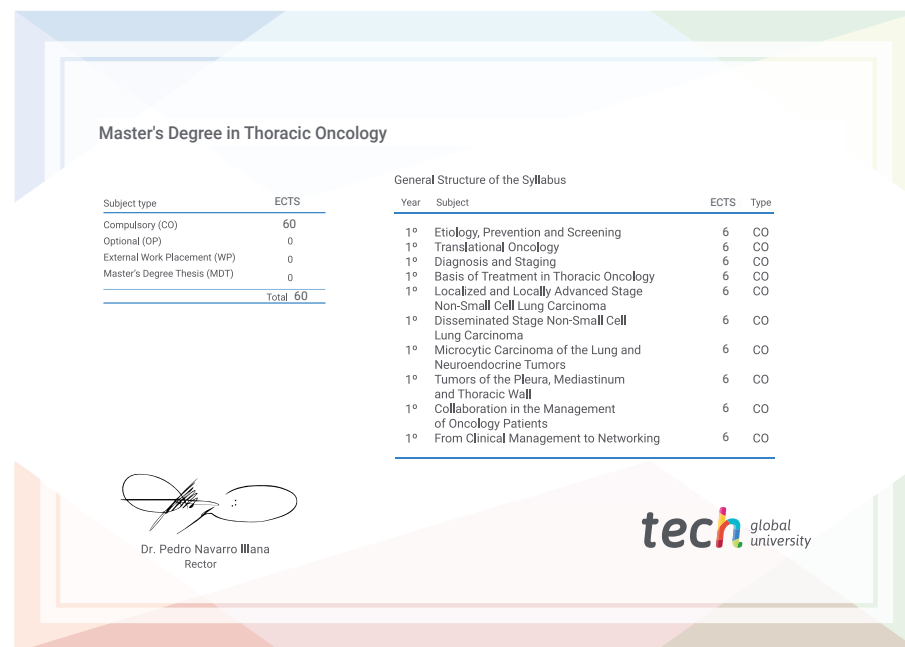 Master's Degree in Thoracic Oncology
Subject type ECTS
Compulsory (CO) 60
Optional (OP) 0
External Work Placement (WP) 0
Master's Degree Thesis (MDT) 0
Total 60
General Structure of the Syllabus
Year Subject ECTS Type
1º Etiology, Prevention and Screening 6 CO
1º Translational Oncology 6 CO
1º Diagnosis and Staging 6 CO
1º Basis of Treatment in Thoracic Oncology 6 CO
1º Localized and Locally Advanced Stage 6 CO
Non-Small Cell Lung Carcinoma
1º Disseminated Stage Non-Small Cell 6 CO
Lung Carcinoma
1º Microcytic Carcinoma of the Lung and 6 CO
Neuroendocrine Tumors
1º Tumors of the Pleura, Mediastinum 6 CO
and Thoracic Wall
1º Collaboration in the Management 6 CO
of Oncology Patients
1º From Clinical Management to Networking 6 CO
Dr. Pedro Navarro Illana
Rector
tech global
university